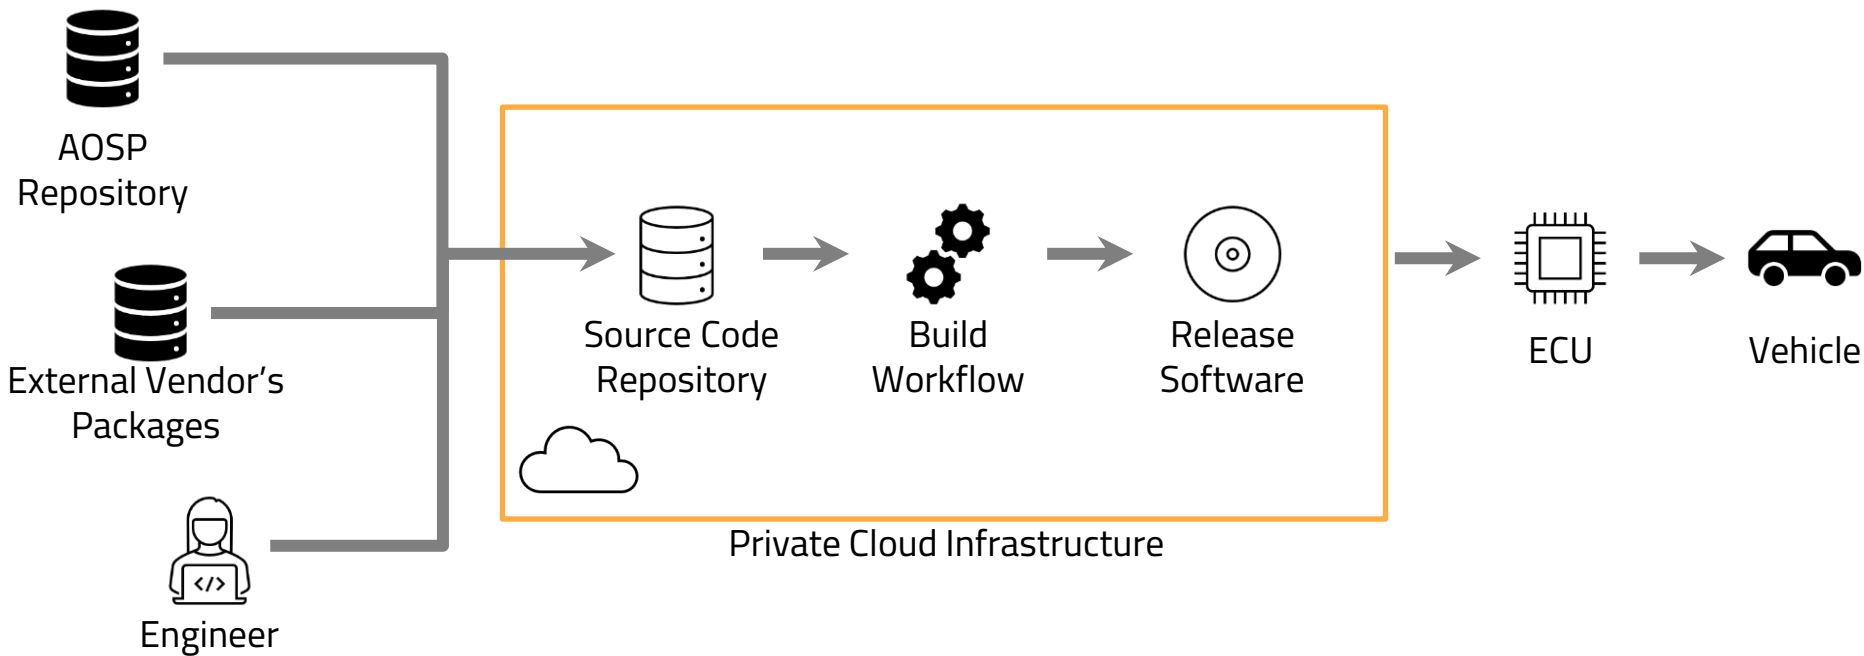 AOSP
Repository
External Vendor’s
Packages
</>
Engineer
Source Code
Repository
Build
Workflow
Release
Software
Private Cloud Infrastructure
ECU
Vehicle